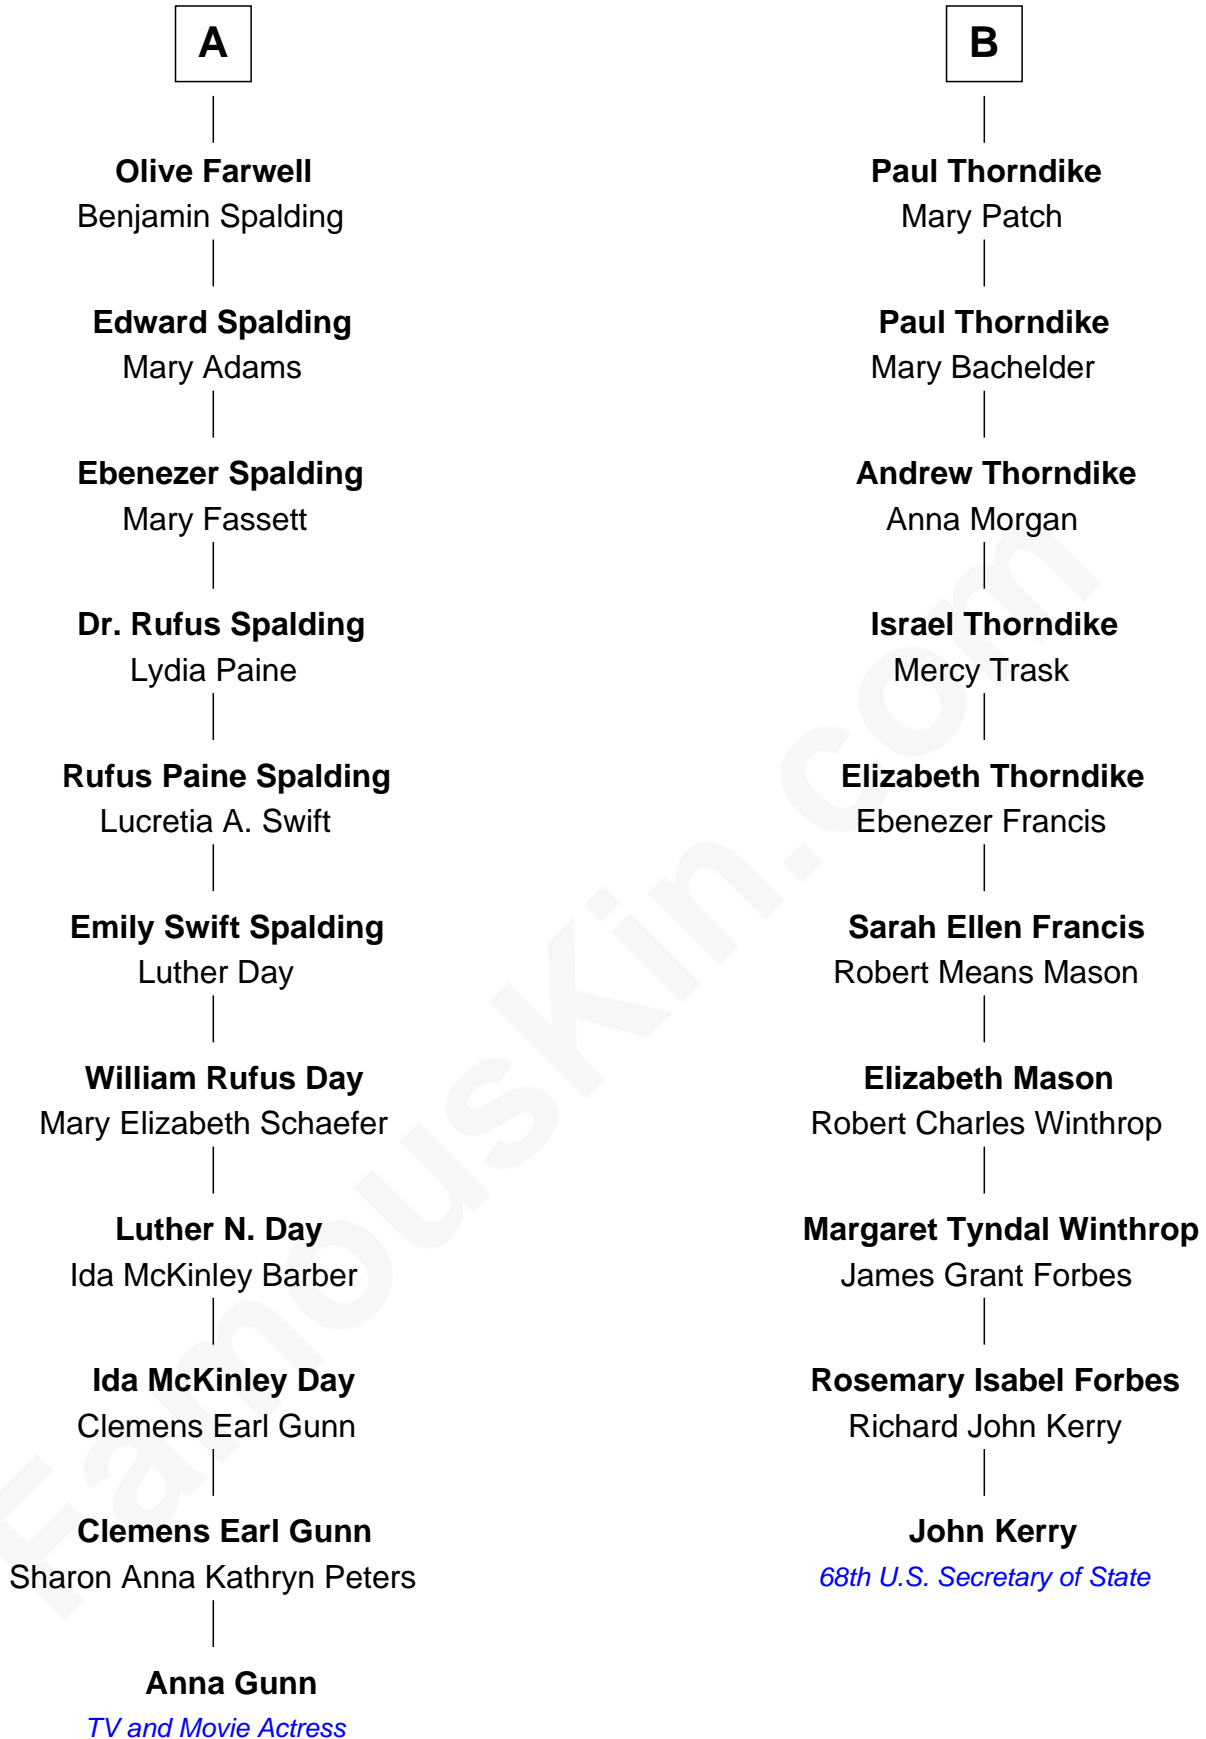 A
Olive Farwell
Benjamin Spalding
Edward Spalding
Mary Adams
Ebenezer Spalding
Mary Fassett
Dr. Rufus Spalding
Lydia Paine
Rufus Paine Spalding
Lucretia A. Swift
Emily Swift Spalding
Luther Day
William Rufus Day
Mary Elizabeth Schaefer
Luther N. Day
Ida McKinley Barber
Ida McKinley Day
Clemens Earl Gunn
Clemens Earl Gunn
Sharon Anna Kathryn Peters
Anna Gunn
TV and Movie Actress
B
Paul Thorndike
Mary Patch
Paul Thorndike
Mary Bachelder
Andrew Thorndike
Anna Morgan
Israel Thorndike
Mercy Trask
Elizabeth Thorndike
Ebenezer Francis
Sarah Ellen Francis
Robert Means Mason
Elizabeth Mason
Robert Charles Winthrop
Margaret Tyndal Winthrop
James Grant Forbes
Rosemary Isabel Forbes
Richard John Kerry
John Kerry
68th U.S. Secretary of State
FamousKin.com